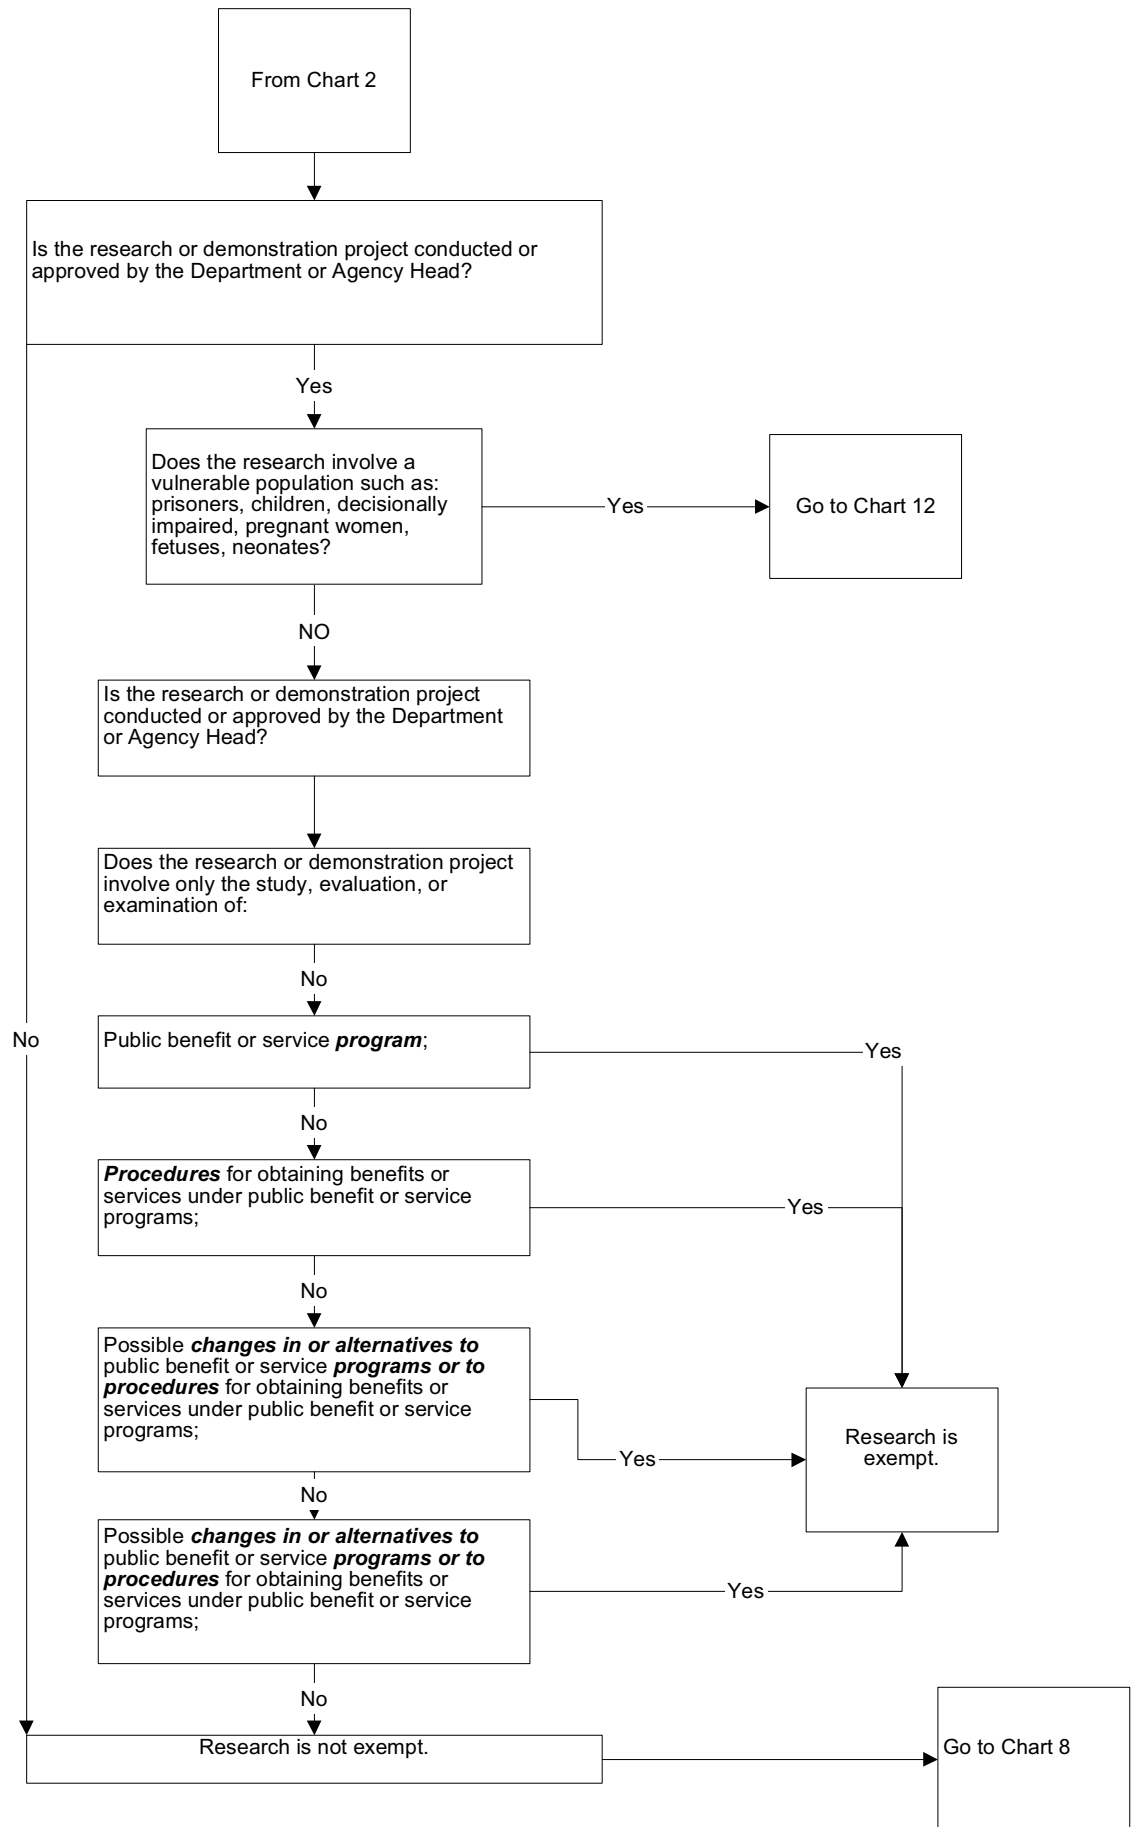 From Chart 2
Is the research or demonstration project conducted or
approved by the Department or Agency Head?
Yes
Does the research involve a
vulnerable population such as:
prisoners, children, decisionally
impaired, pregnant women,
fetuses, neonates?
Yes
Go to Chart 12
NO
Is the research or demonstration project
conducted or approved by the Department
or Agency Head?
Does the research or demonstration project
involve only the study, evaluation, or
examination of:
No
No
Public benefit or service program;
Yes
No
Procedures for obtaining benefits or
services under public benefit or service
programs;
Yes
No
Possible changes in or alternatives to
public benefit or service programs or to
procedures for obtaining benefits or
services under public benefit or service
programs;
Yes
Research is
exempt.
No
Possible changes in or alternatives to
public benefit or service programs or to
procedures for obtaining benefits or
services under public benefit or service
programs;
Yes
No
Research is not exempt.
Go to Chart 8